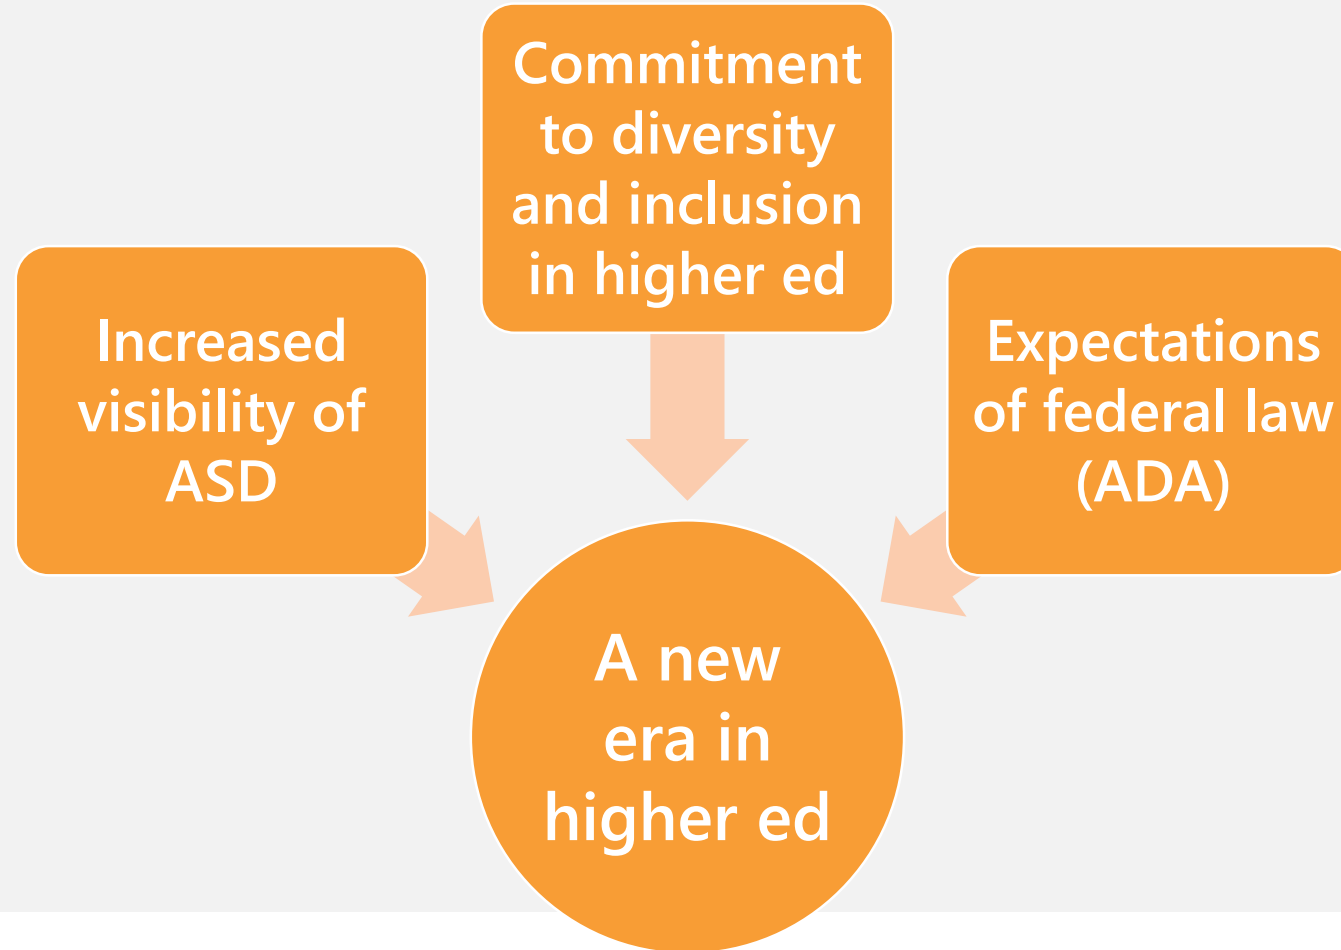 Commitment
to diversity
and inclusion
in higher ed
Increased
visibility of
ASD
Expectations
of federal law
(ADA)
A new
era in
higher ed